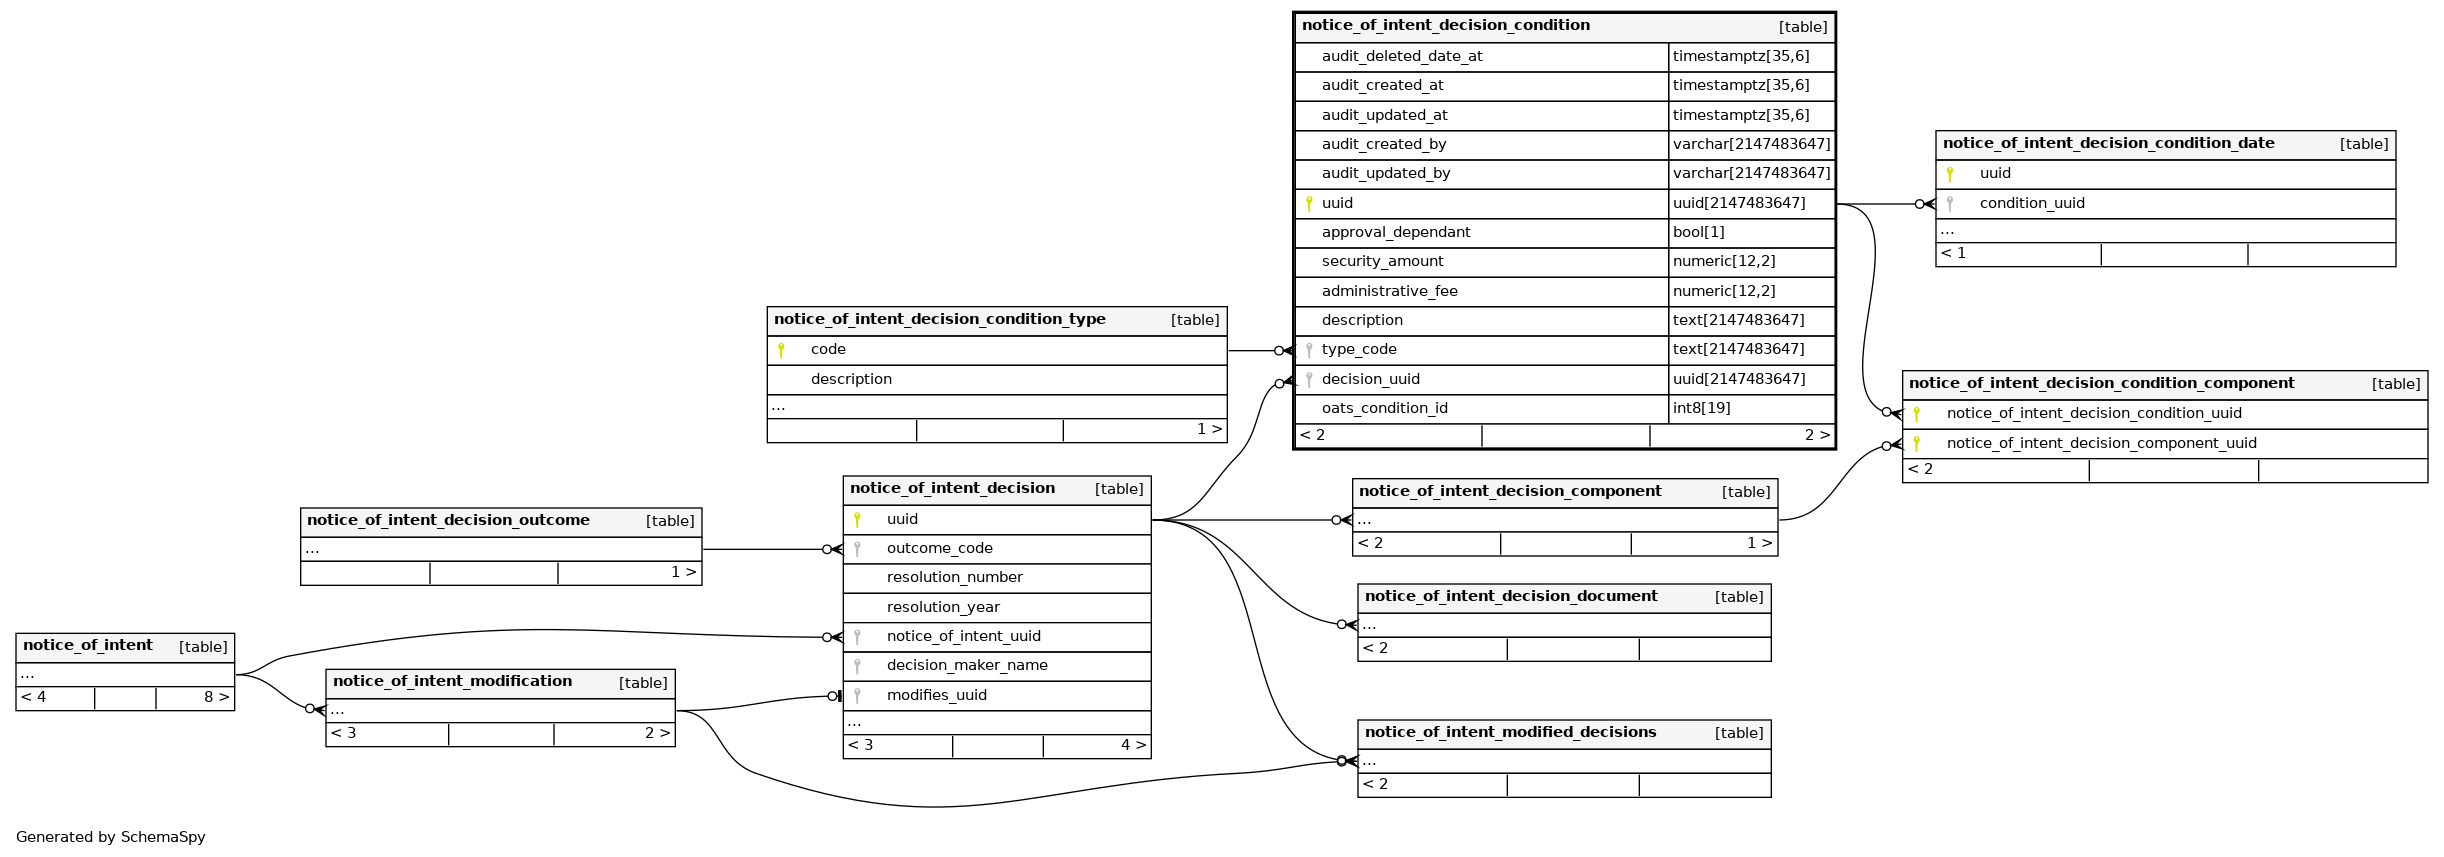 notice_of_intent_decision_condition [table]
audit_deleted_date_at timestamptz[35,6]
audit_created_at timestamptz[35,6]
audit_updated_at timestamptz[35,6]
audit_created_by varchar[2147483647]
audit_updated_by varchar[2147483647]
uuid uuid[2147483647]
approval_dependant bool[1]
security_amount numeric[12,2]
administrative_fee numeric[12,2]
description text[2147483647]
type_code text[2147483647]
decision_uuid uuid[2147483647]
oats_condition_id int8[19]
< 2 2 >
notice_of_intent_decision_condition_date [table]
uuid
condition_uuid
...
< 1
notice_of_intent_decision_condition_type [table]
code
description
...
1 >
notice_of_intent_decision_condition_component [table]
notice_of_intent_decision_condition_uuid
notice_of_intent_decision_component_uuid
< 2
notice_of_intent_decision [table]
uuid
outcome_code
resolution_number
resolution_year
notice_of_intent_uuid
decision_maker_name
modifies_uuid
...
< 3 4 >
notice_of_intent_decision_component [table]
...
< 2 1 >
notice_of_intent_decision_outcome [table]
...
1 >
notice_of_intent_decision_document [table]
...
< 2
notice_of_intent [table]
...
< 4 8 >
notice_of_intent_modification [table]
...
< 3 2 >
notice_of_intent_modified_decisions [table]
...
< 2
Generated by SchemaSpy